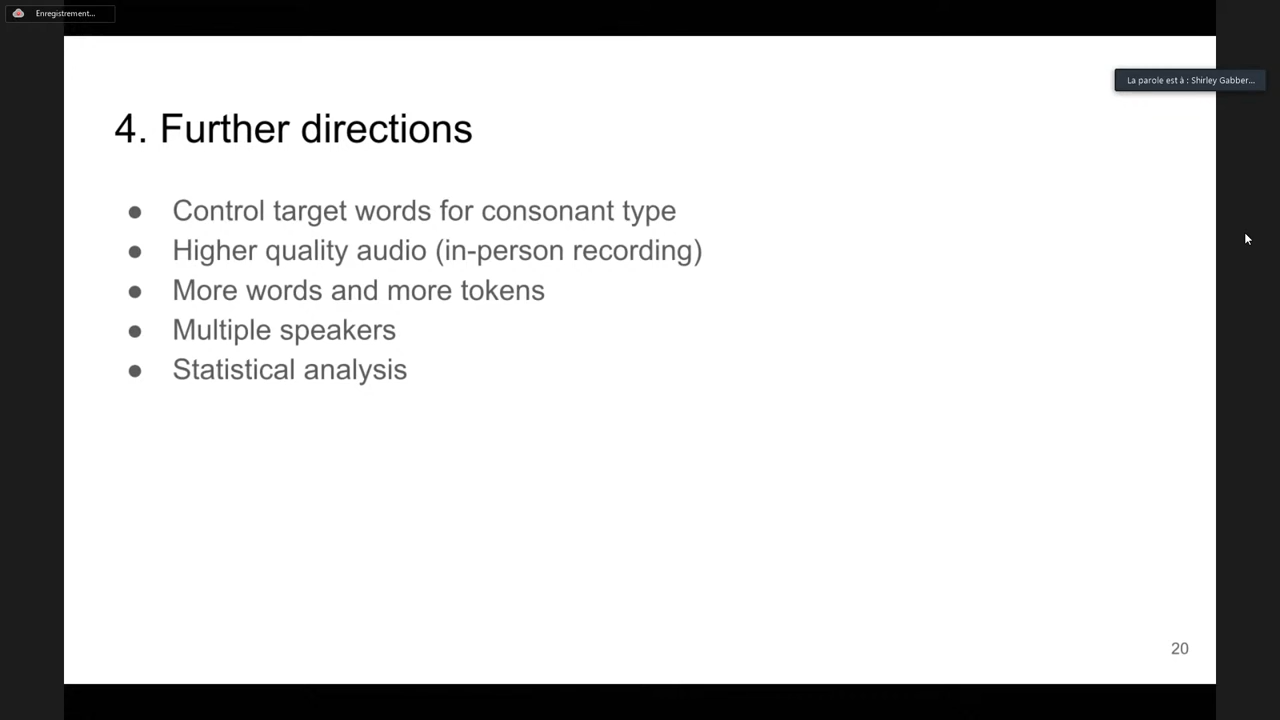 Enregistrement...
La parole est à : Shirley Gabber...
4. Further directions
● Control target words for consonant type
● Higher quality audio (in-person recording)
● More words and more tokens
● Multiple speakers
● Statistical analysis
20